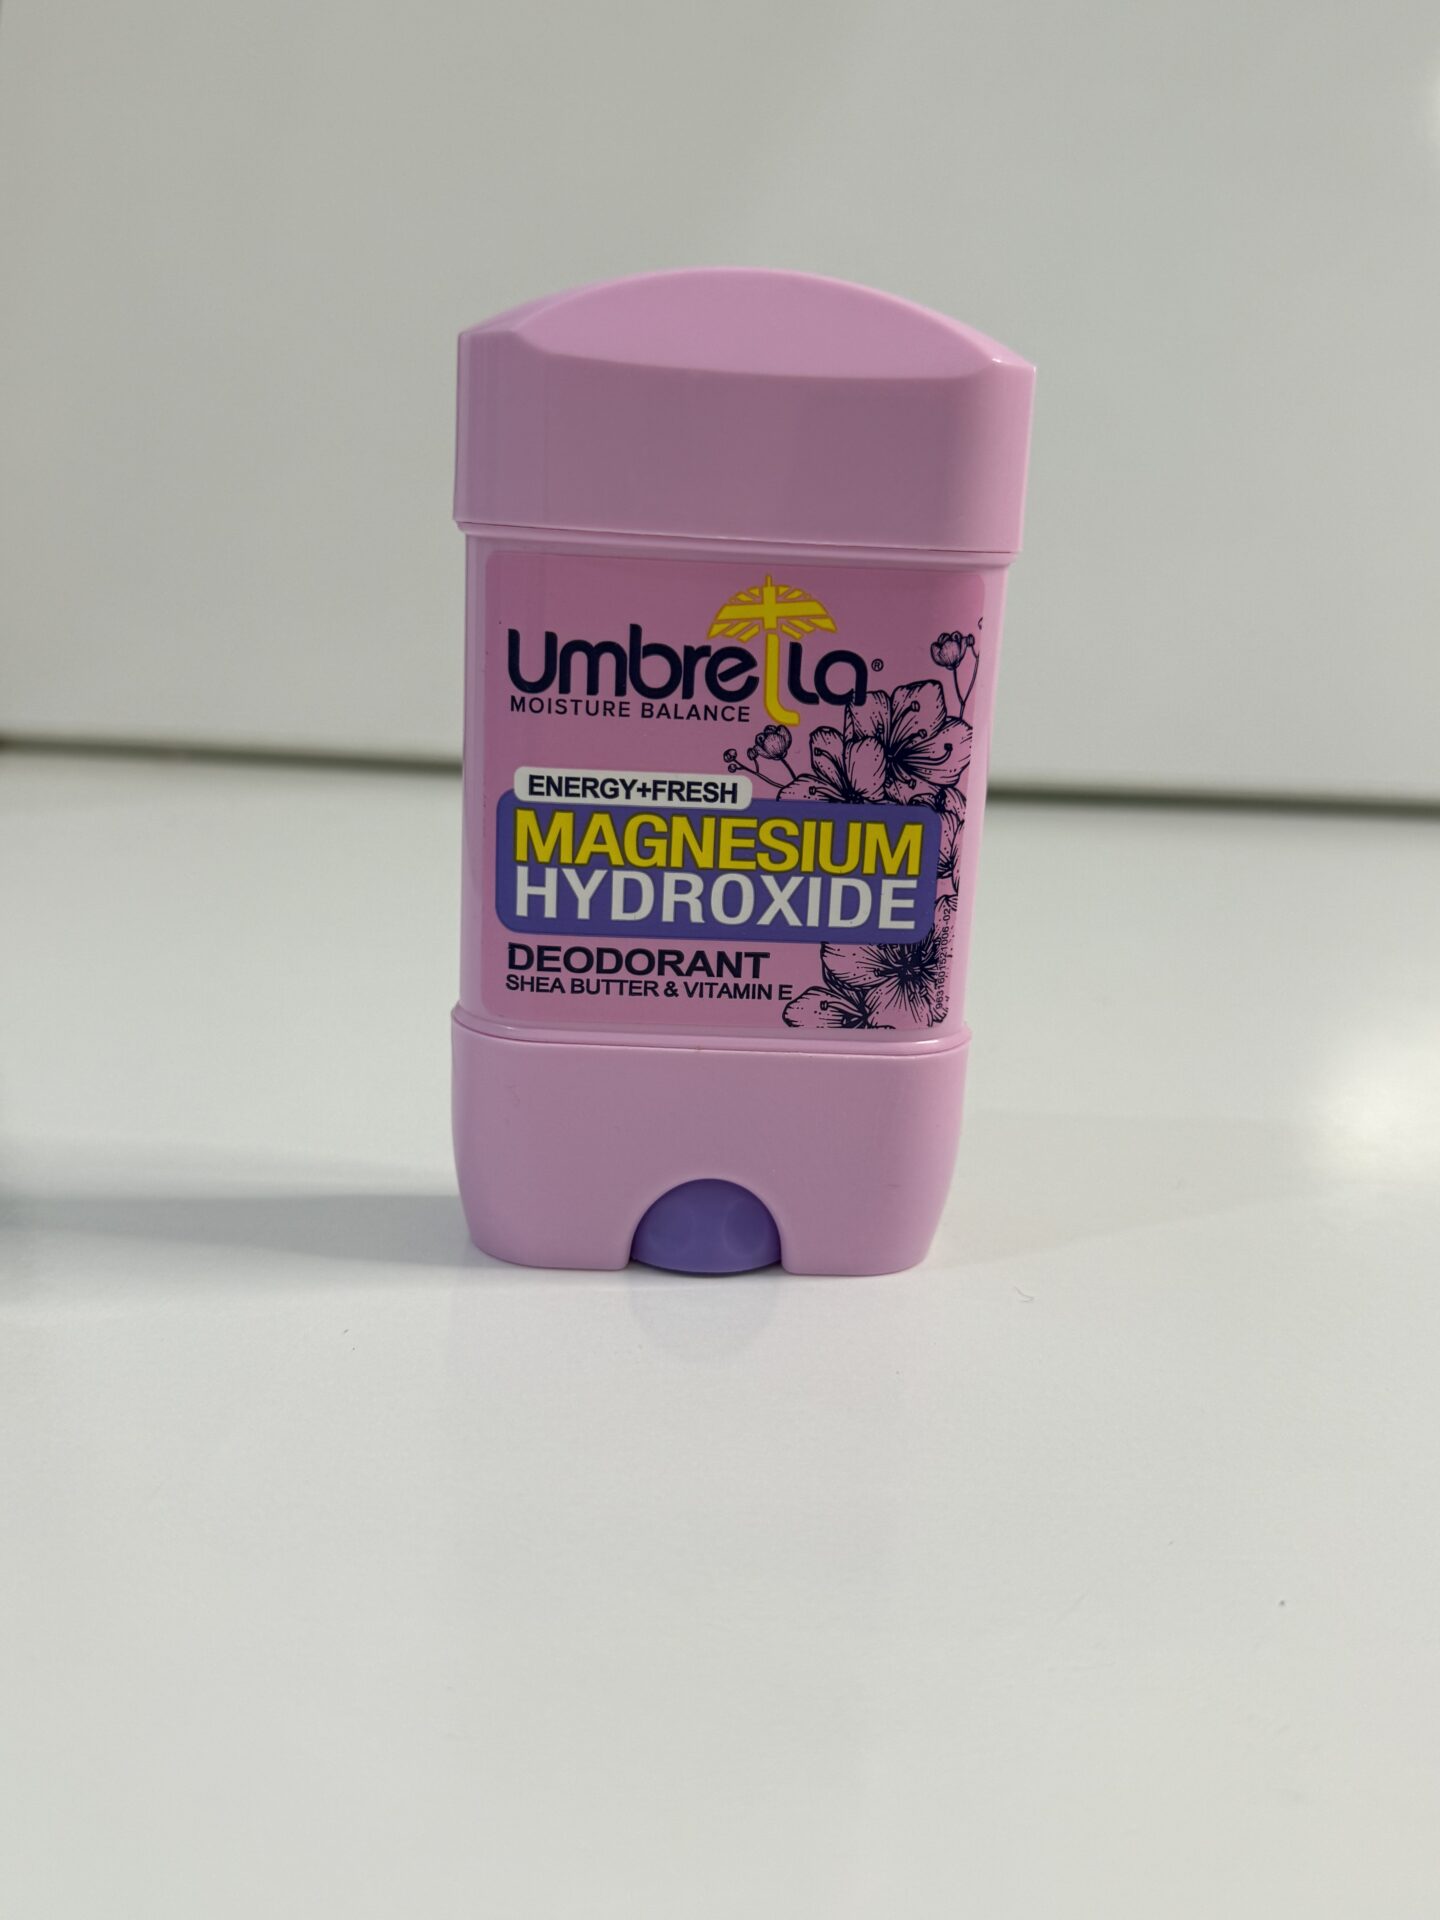 Umbrella®
MOISTURE BALANCE
ENERGY+FRESH
MAGNESIUM
HYDROXIDE
DEODORANT
SHEA BUTTER & VITAMIN E